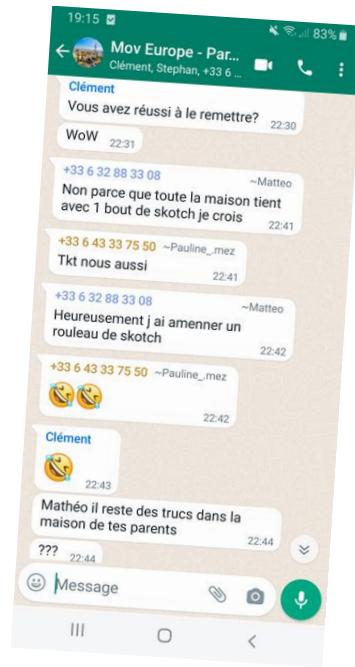 19:15
83%
Mov Europe - Par...
Clément, Stephan, +33 6 ...
Clément
Vous avez réussi à le remettre?
22:30
WoW 22:31
+33 6 32 88 33 08 ~Matteo
Non parce que toute la maison tient
avec 1 bout de skotch je crois
22:41
+33 6 43 33 75 50 ~Pauline_.mez
Tkt nous aussi
22:41
+33 6 32 88 33 08 ~Matteo
Heureusement j ai amenner un
rouleau de skotch
22:42
+33 6 43 33 75 50 ~Pauline_.mez
🤣🤣
22:42
Clément
🤣
22:43
Mathéo il reste des trucs dans la
maison de tes parents
22:44
??? 22:44
Message